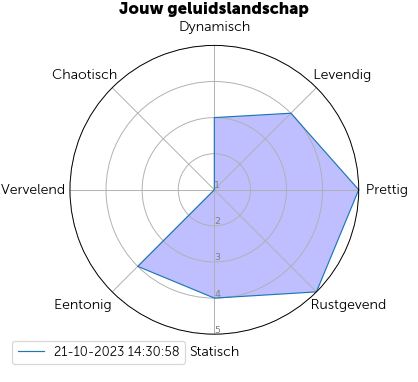 Jouw geluidslandschap
Dynamisch
Chaotisch
Levendig
Vervelend
1
Prettig
2
3
4
Eentonig
Rustgevend
5
21-10-2023 14:30:58
Statisch